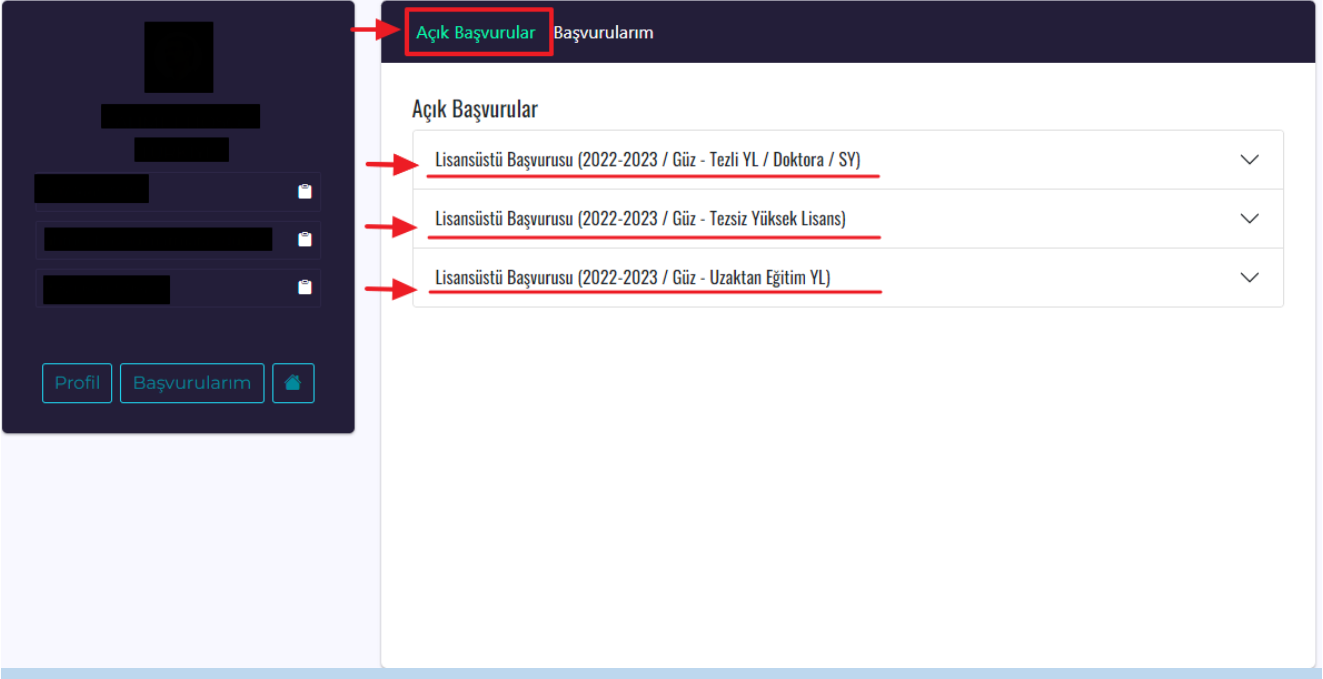 Açık Başvurular Başvurularım
Açık Başvurular
Lisansüstü Başvurusu (2022-2023 / Güz - Tezli YL / Doktora / SY)
Lisansüstü Başvurusu (2022-2023 / Güz - Tezsiz Yüksek Lisans)
Lisansüstü Başvurusu (2022-2023 / Güz - Uzaktan Eğitim YL)
Profil Başvurularım